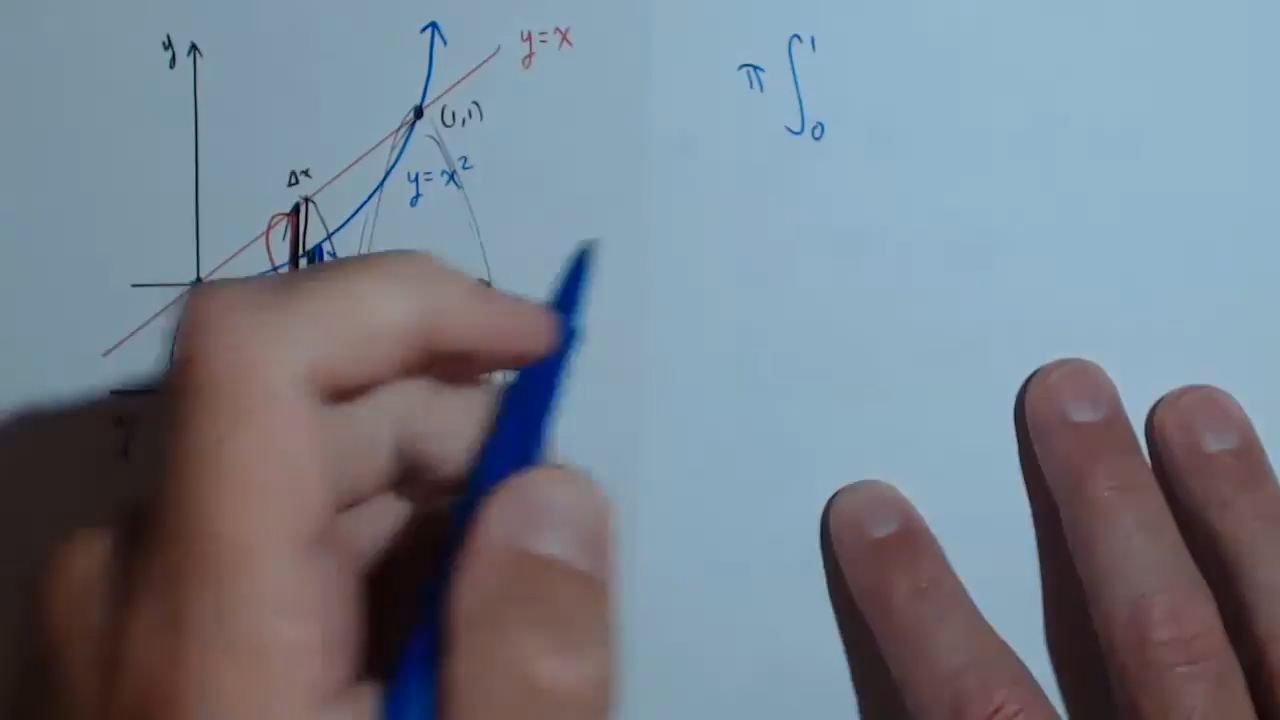 y
y=x
(1,1)
Δx
y=x²
π∫₀¹